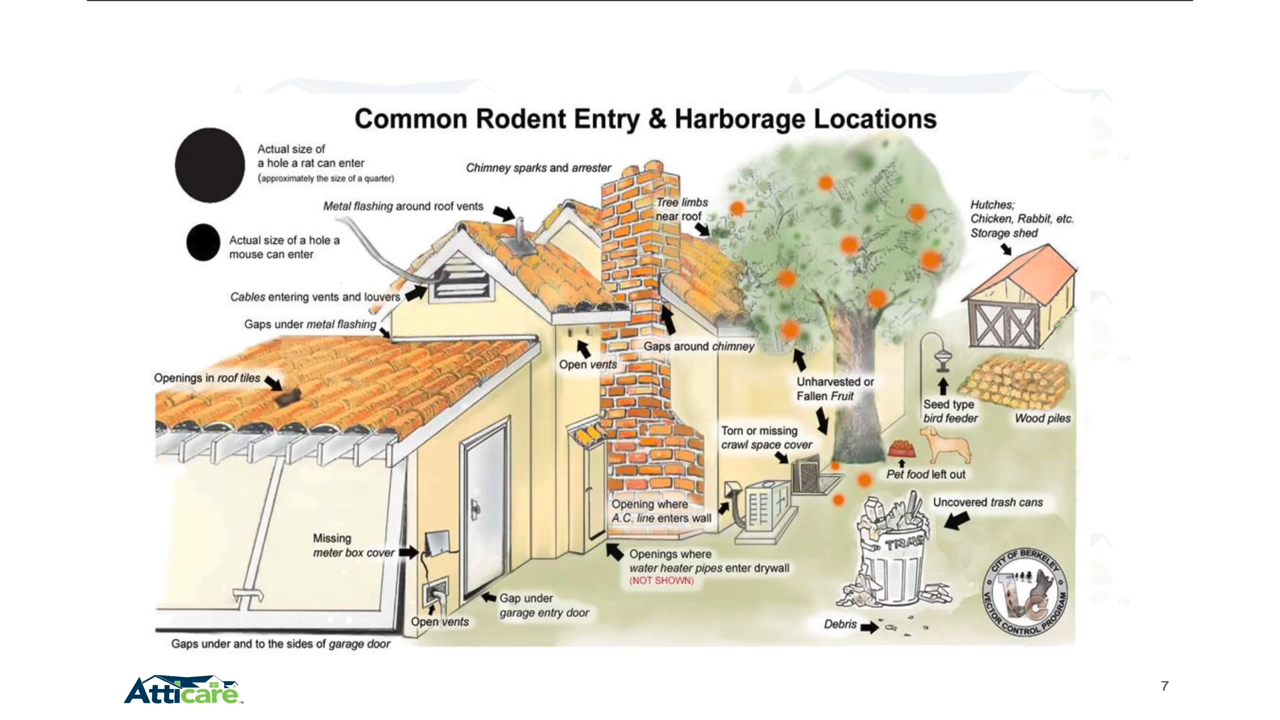 Common Rodent Entry & Harborage Locations
Actual size of
a hole a rat can enter
(approximately the size of a quarter)
Actual size of a hole a
mouse can enter
Chimney sparks and arrester
Metal flashing around roof vents
Tree limbs
near roof
Hutches;
Chicken, Rabbit, etc.
Storage shed
Cables entering vents and louvers
Gaps under metal flashing
Openings in roof tiles
Open vents
Gaps around chimney
Unharvested or
Fallen Fruit
Seed type
bird feeder
Wood piles
Torn or missing
crawl space cover
Pet food left out
Opening where
A.C. line enters wall
Uncovered trash cans
TRASH
Missing
meter box cover
Openings where
water heater pipes enter drywall
(NOT SHOWN)
Gap under
garage entry door
Open vents
Debris
Gaps under and to the sides of garage door
CITY OF BERKELEY
VECTOR CONTROL PROGRAM
Atticare
7